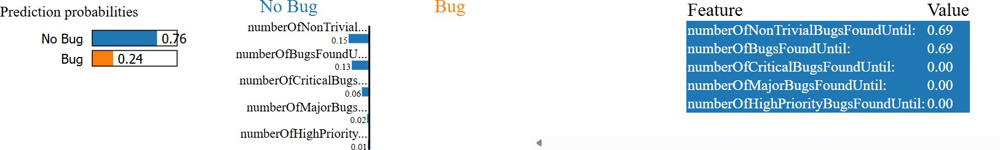 Prediction probabilities
No Bug 0.76
Bug 0.24
No Bug Bug
numberOfNonTrivial...
0.15
numberOfBugsFoundU...
0.13
numberOfCriticalBugs...
0.06
numberOfMajorBugs...
0.02
numberOfHighPriority...
0.01
Feature Value
numberOfNonTrivialBugsFoundUntil: 0.69
numberOfBugsFoundUntil: 0.69
numberOfCriticalBugsFoundUntil: 0.00
numberOfMajorBugsFoundUntil: 0.00
numberOfHighPriorityBugsFoundUntil: 0.00